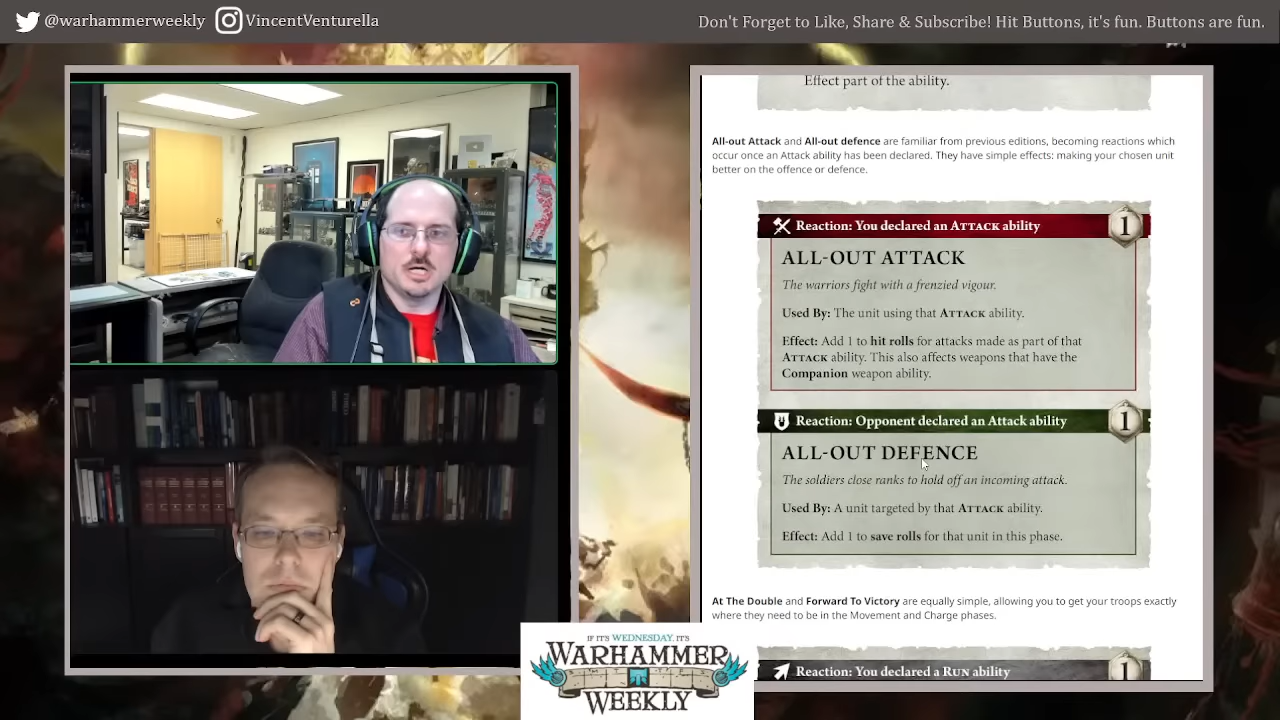 @warhammerweekly VincentVenturella
Don't Forget to Like, Share & Subscribe! Hit Buttons, it's fun. Buttons are fun.
Effect part of the ability.
All-out Attack and All-out defence are familiar from previous editions, becoming reactions which
occur once an Attack ability has been declared. They have simple effects: making your chosen unit
better on the offence or defence.
Reaction: You declared an ATTACK ability 1
ALL-OUT ATTACK
The warriors fight with a frenzied vigour.
Used By: The unit using that ATTACK ability.
Effect: Add 1 to hit rolls for attacks made as part of that
ATTACK ability. This also affects weapons that have the
Companion weapon ability.
Reaction: Opponent declared an Attack ability 1
ALL-OUT DEFENCE
The soldiers close ranks to hold off an incoming attack.
Used By: A unit targeted by that ATTACK ability.
Effect: Add 1 to save rolls for that unit in this phase.
At The Double and Forward To Victory are equally simple, allowing you to get your troops exactly
where they need to be in the Movement and Charge phases.
Reaction: You declared a RUN ability 1
IF IT'S WEDNESDAY, IT'S
WARHAMMER
WEEKLY